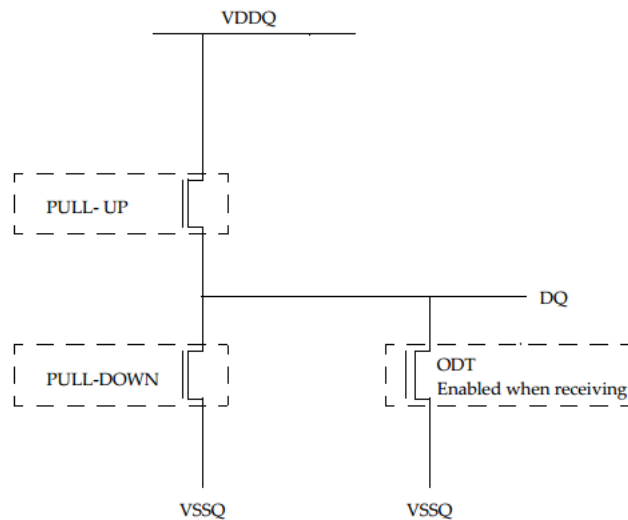 VDDQ
PULL- UP
DQ
PULL-DOWN
ODT
Enabled when receiving
VSSQ
VSSQ